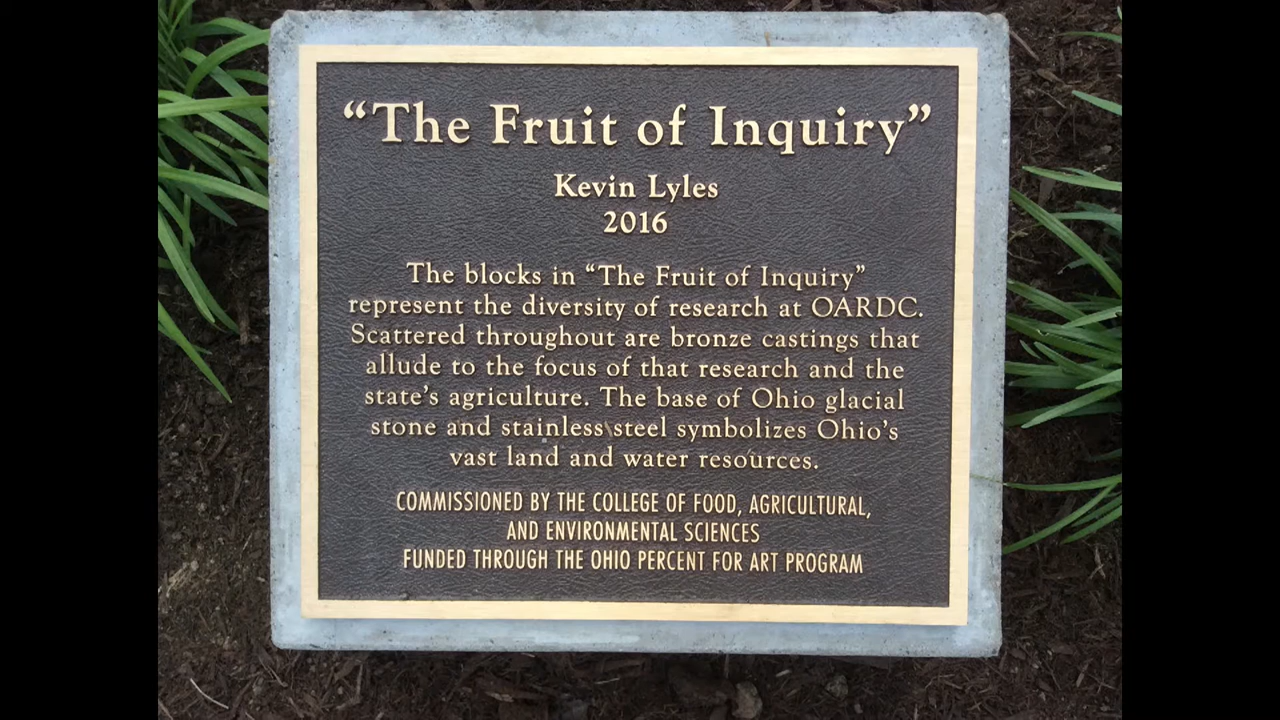 “The Fruit of Inquiry”
Kevin Lyles
2016
The blocks in “The Fruit of Inquiry”
represent the diversity of research at OARDC.
Scattered throughout are bronze castings that
allude to the focus of that research and the
state’s agriculture. The base of Ohio glacial
stone and stainless steel symbolizes Ohio’s
vast land and water resources.
COMMISSIONED BY THE COLLEGE OF FOOD, AGRICULTURAL,
AND ENVIRONMENTAL SCIENCES
FUNDED THROUGH THE OHIO PERCENT FOR ART PROGRAM